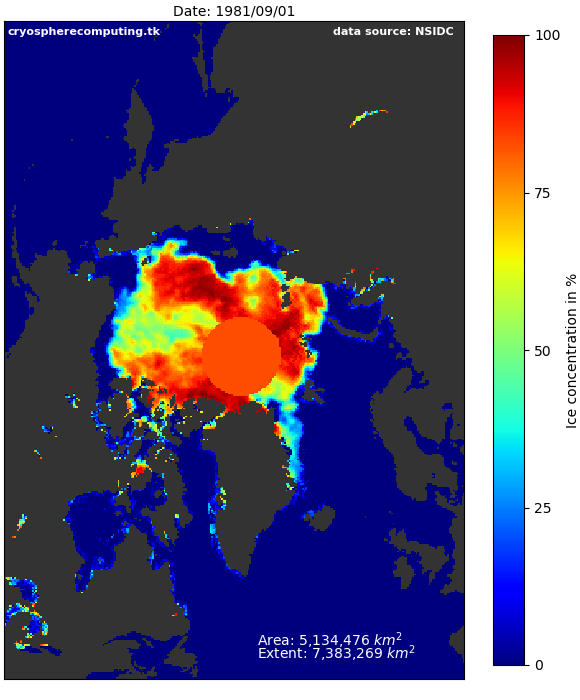 Date: 1981/09/01
cryospherecomputing.tk data source: NSIDC
100
75
50
25
0
Ice concentration in %
Area: 5,134,476 km²
Extent: 7,383,269 km²